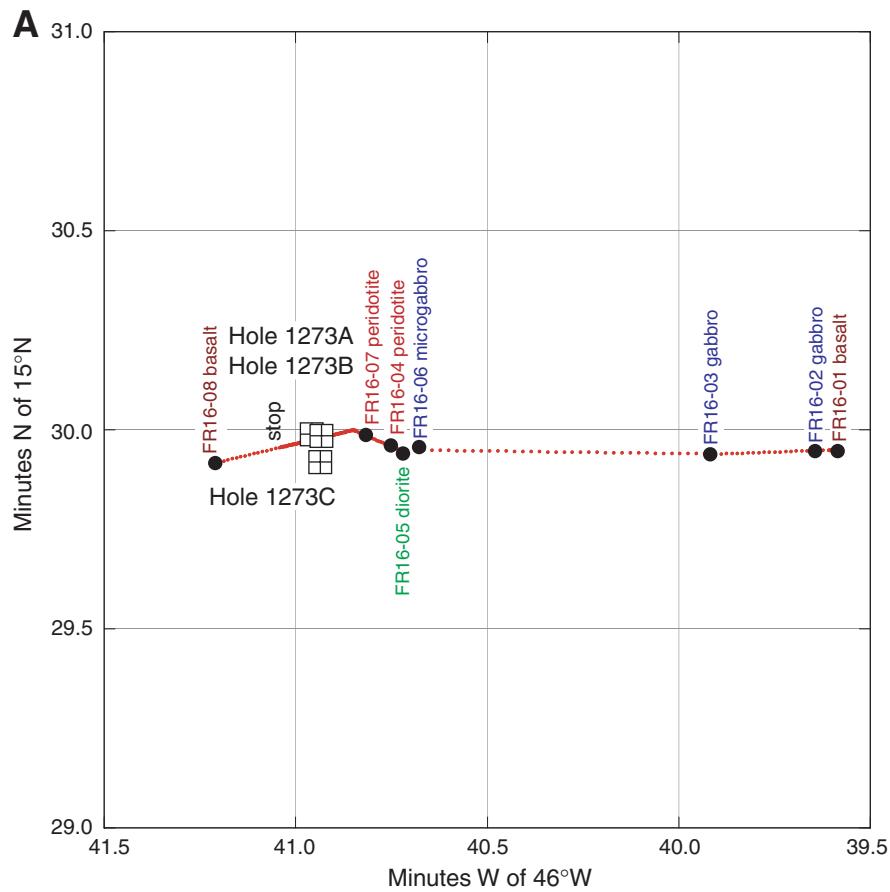 A
31.0
30.5
30.0
29.5
29.0
Minutes N of 15°N
FR16-08 basalt
stop
Hole 1273A
Hole 1273B
Hole 1273C
FR16-07 peridotite
FR16-04 peridotite
FR16-05 diorite
FR16-06 microgabbro
FR16-03 gabbro
FR16-02 gabbro
FR16-01 basalt
41.5
41.0
40.5
40.0
39.5
Minutes W of 46°W